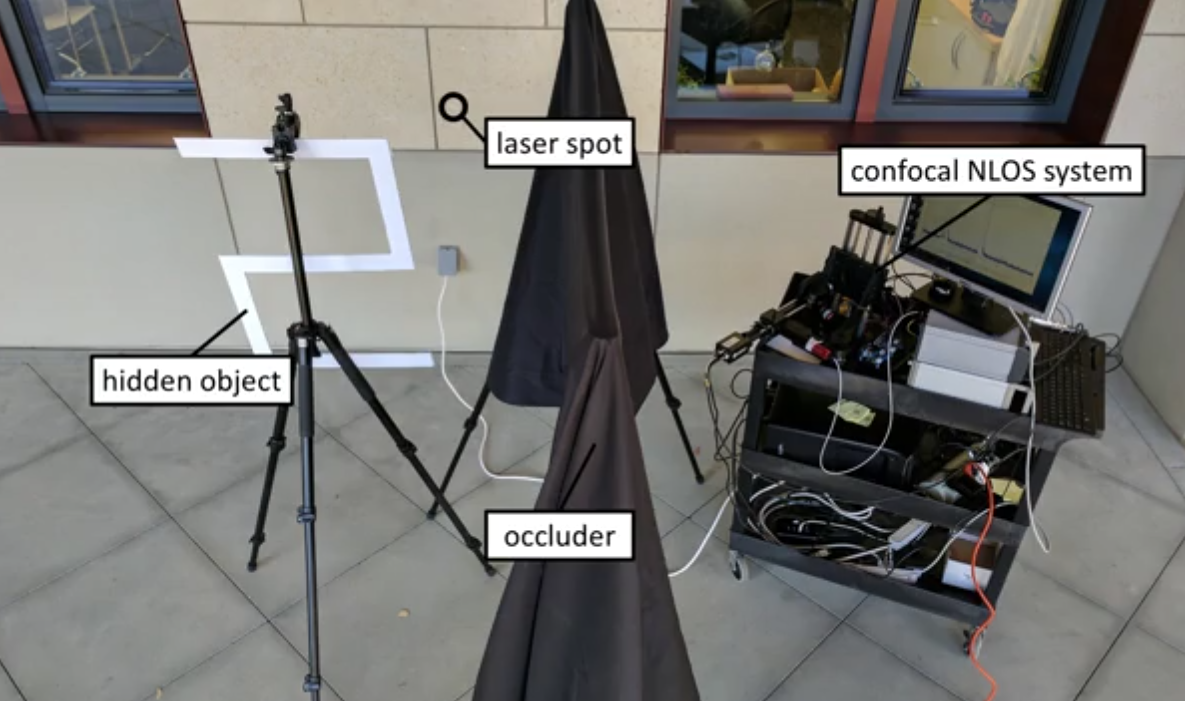 laser spot
confocal NLOS system
hidden object
occluder